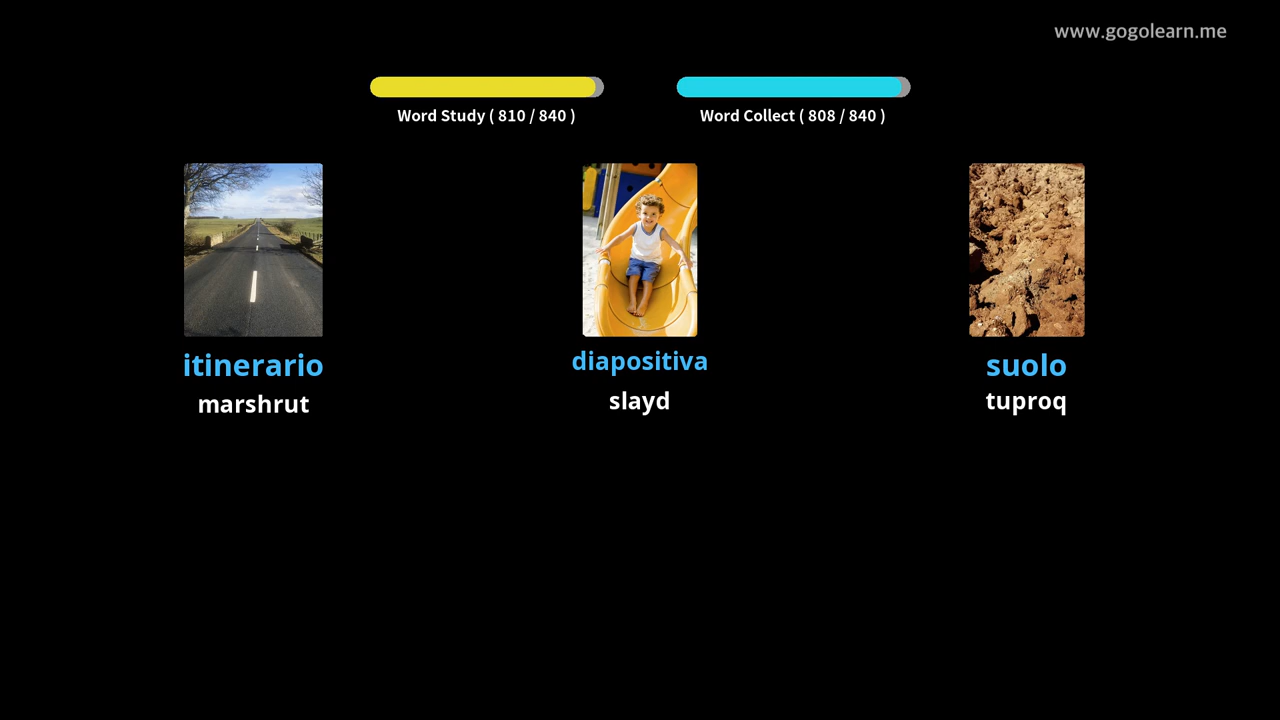 www.gogolearn.me
Word Study ( 810 / 840 )
Word Collect ( 808 / 840 )
itinerario
marshrut
diapositiva
slayd
suolo
tuproq